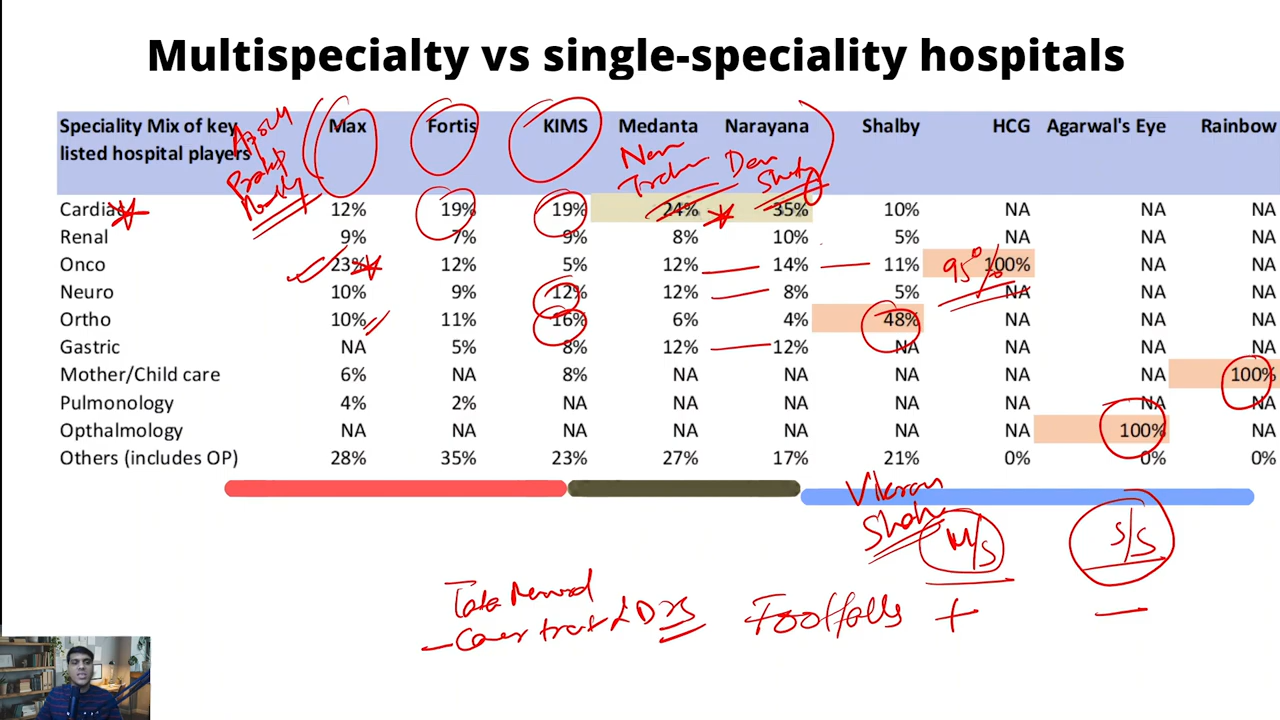 Multispecialty vs single-speciality hospitals
Speciality Mix of key listed hospital players Max Fortis KIMS Medanta Narayana Shalby HCG Agarwal's Eye Rainbow
Cardiac 12% 19% 19% 24% 35% 10% NA NA NA
Renal 9% 7% 9% 8% 10% 5% NA NA NA
Onco 23% 12% 5% 12% 14% 11% 100% NA NA
Neuro 10% 9% 12% 12% 8% 5% NA NA NA
Ortho 10% 11% 16% 6% 4% 48% NA NA NA
Gastric NA 5% 8% 12% 12% NA NA NA NA
Mother/Child care 6% NA 8% NA NA NA NA NA 100%
Pulmonology 4% 2% NA NA NA NA NA NA NA
Opthalmology NA NA NA NA NA NA NA 100% NA
Others (includes OP) 28% 35% 23% 27% 17% 21% 0% 0% 0%
95%
Vikram
Shah
M/S S/S
Footfalls + —